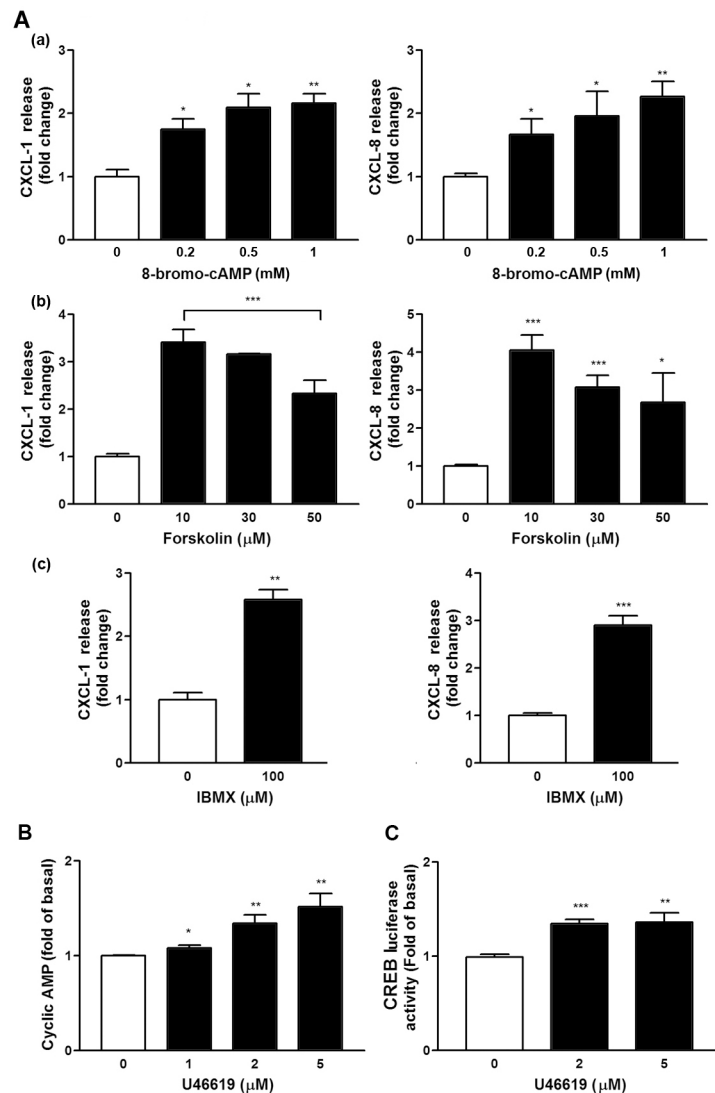 A
(a)
CXCL-1 release
(fold change)
3
2
1
0
* * **
0 0.2 0.5 1
8-bromo-cAMP (mM)
CXCL-8 release
(fold change)
3
2
1
0
* * **
0 0.2 0.5 1
8-bromo-cAMP (mM)
(b)
CXCL-1 release
(fold change)
4
3
2
1
0
***
0 10 30 50
Forskolin (μM)
CXCL-8 release
(fold change)
5
4
3
2
1
0
*** *** *
0 10 30 50
Forskolin (μM)
(c)
CXCL-1 release
(fold change)
3
2
1
0
**
0 100
IBMX (μM)
CXCL-8 release
(fold change)
4
3
2
1
0
***
0 100
IBMX (μM)
B
Cyclic AMP (fold of basal)
2
1
0
* ** **
0 1 2 5
U46619 (μM)
C
CREB luciferase
activity (Fold of basal)
2
1
0
*** **
0 2 5
U46619 (μM)